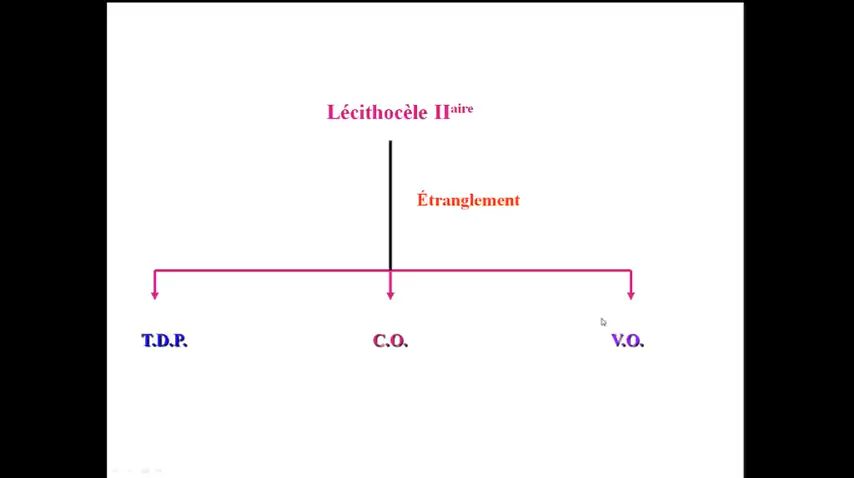 Lécithocèle IIaire
Étranglement
T.D.P.
C.O.
V.O.